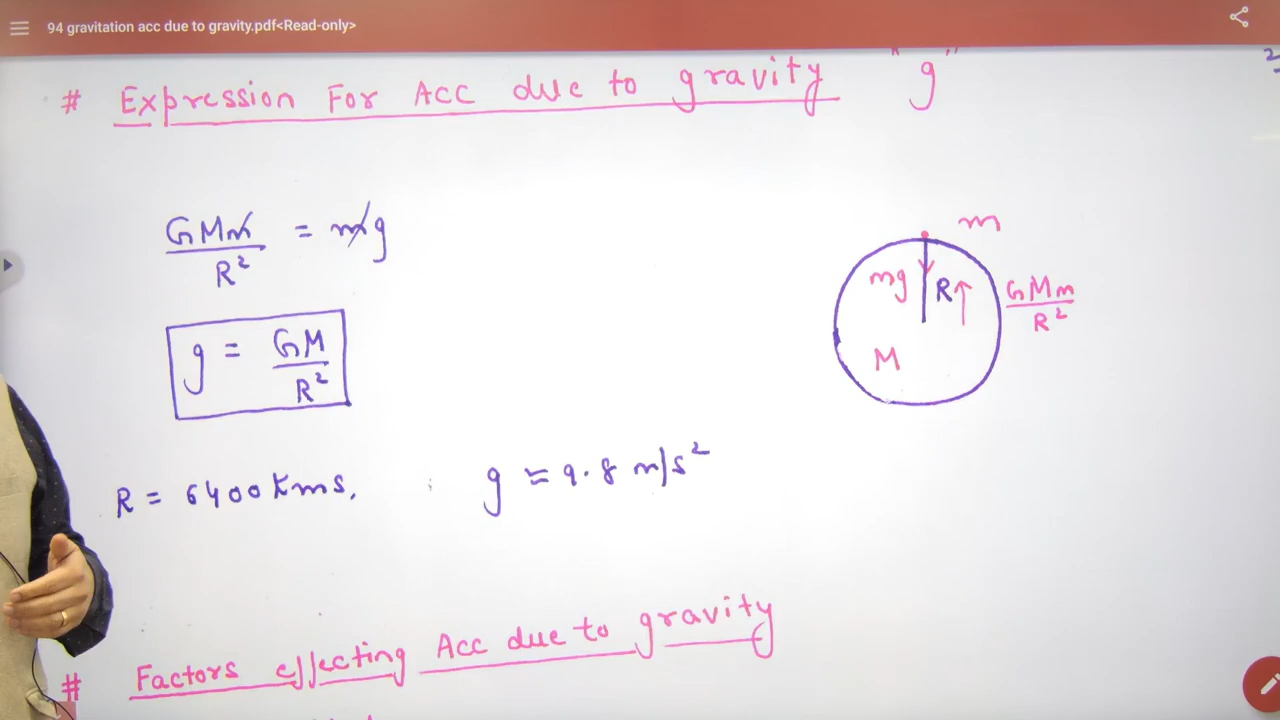 94 gravitation acc due to gravity.pdf<Read-only>
# Expression For Acc due to gravity "g"
GMm/R² = mg
g = GM/R²
m
mg R GMm/R²
M
R = 6400 Kms, g ≈ 9.8 m/s²
# Factors effecting Acc due to gravity